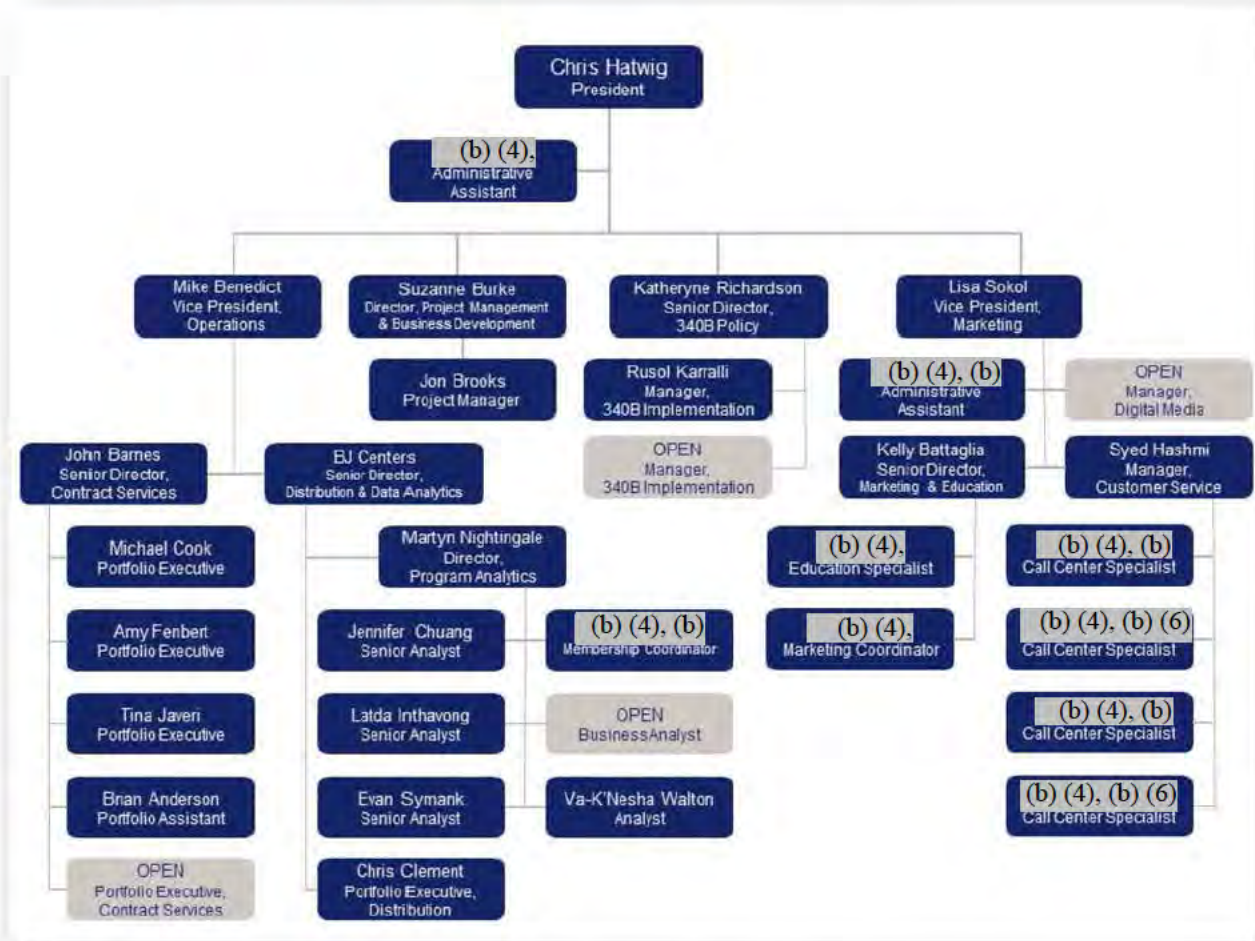 Chris Hatwig
President
(b) (4),
Administrative
Assistant
Mike Benedict
Vice President,
Operations
Suzanne Burke
Director, Project Management
& Business Development
Katheryne Richardson
Senior Director,
340B Policy
Lisa Sokol
Vice President,
Marketing
Jon Brooks
Project Manager
Rusol Karralli
Manager,
340B Implementation
(b) (4), (b)
Administrative
Assistant
OPEN
Manager,
Digital Media
John Barnes
Senior Director,
Contract Services
BJ Centers
Senior Director,
Distribution & Data Analytics
OPEN
Manager,
340B Implementation
Kelly Battaglia
Senior Director,
Marketing & Education
Syed Hashmi
Manager,
Customer Service
Michael Cook
Portfolio Executive
Martyn Nightingale
Director,
Program Analytics
(b) (4),
Education Specialist
(b) (4), (b)
Call Center Specialist
Amy Fenbert
Portfolio Executive
Jennifer Chuang
Senior Analyst
(b) (4), (b)
Membership Coordinator
(b) (4),
Marketing Coordinator
(b) (4), (b) (6)
Call Center Specialist
Tina Javeri
Portfolio Executive
Latda Inthavong
Senior Analyst
OPEN
Business Analyst
(b) (4), (b)
Call Center Specialist
Brian Anderson
Portfolio Assistant
Evan Symank
Senior Analyst
Va-K'Nesha Walton
Analyst
(b) (4), (b) (6)
Call Center Specialist
OPEN
Portfolio Executive,
Contract Services
Chris Clement
Portfolio Executive,
Distribution